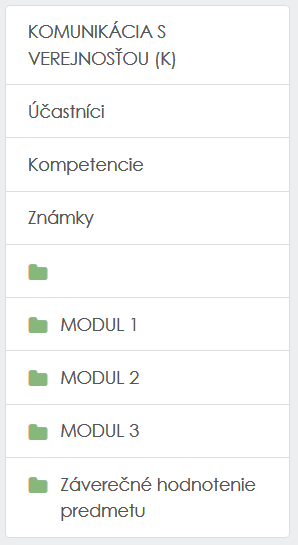 KOMUNIKÁCIA S
VEREJNOSŤOU (K)
Účastníci
Kompetencie
Známky
MODUL 1
MODUL 2
MODUL 3
Záverečné hodnotenie
predmetu